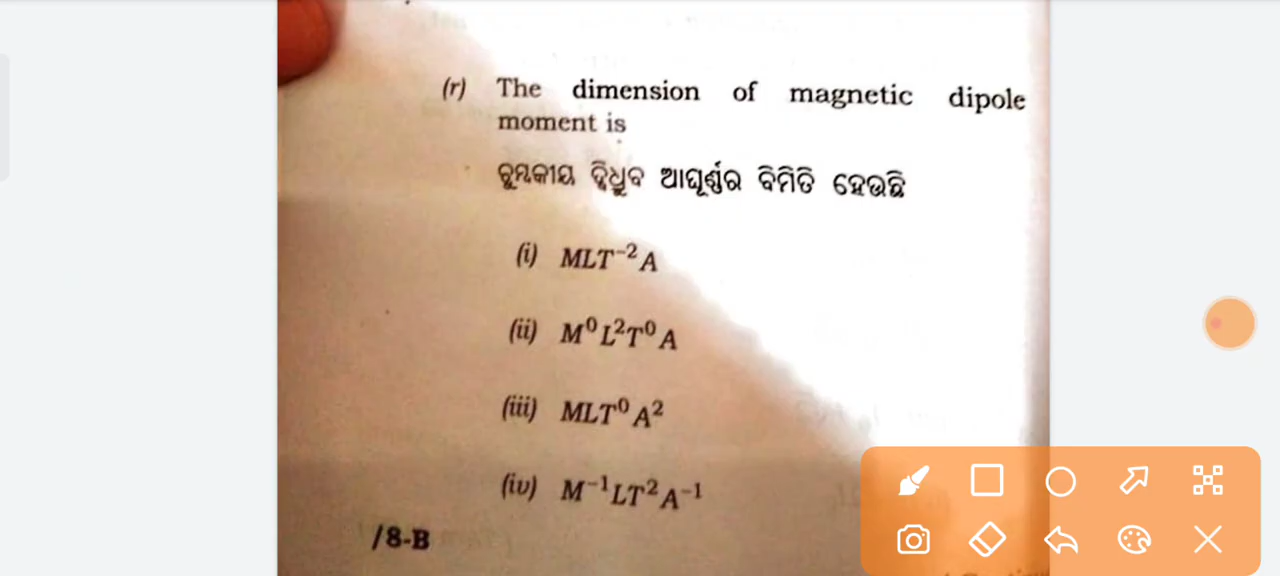 (r) The dimension of magnetic dipole
moment is
ଚୁମ୍ବକୀୟ ଦ୍ୱିଧ୍ରୁବ ଆଘୂର୍ଣ୍ଣର ବିମିତି ହେଉଛି
(i) MLT⁻²A
(ii) M⁰L²T⁰A
(iii) MLT⁰A²
(iv) M⁻¹LT²A⁻¹
/8-B